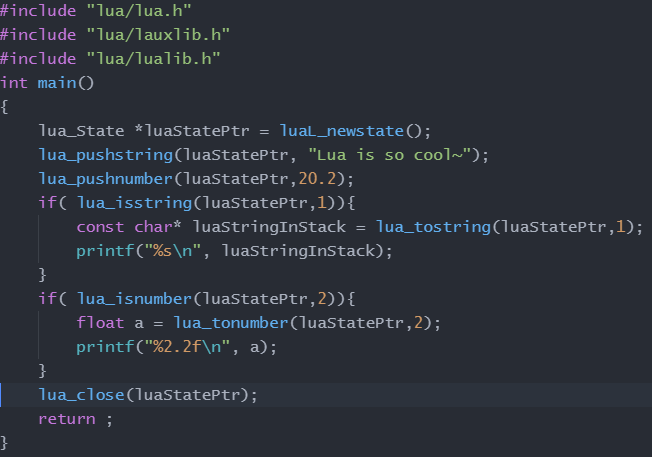 #include "lua/lua.h"
#include "lua/lauxlib.h"
#include "lua/lualib.h"
int main()
{
    lua_State *luaStatePtr = luaL_newstate();
    lua_pushstring(luaStatePtr, "Lua is so cool~");
    lua_pushnumber(luaStatePtr,20.2);
    if( lua_isstring(luaStatePtr,1)){
        const char* luaStringInStack = lua_tostring(luaStatePtr,1);
        printf("%s\n", luaStringInStack);
    }
    if( lua_isnumber(luaStatePtr,2)){
        float a = lua_tonumber(luaStatePtr,2);
        printf("%2.2f\n", a);
    }
    lua_close(luaStatePtr);
    return ;
}